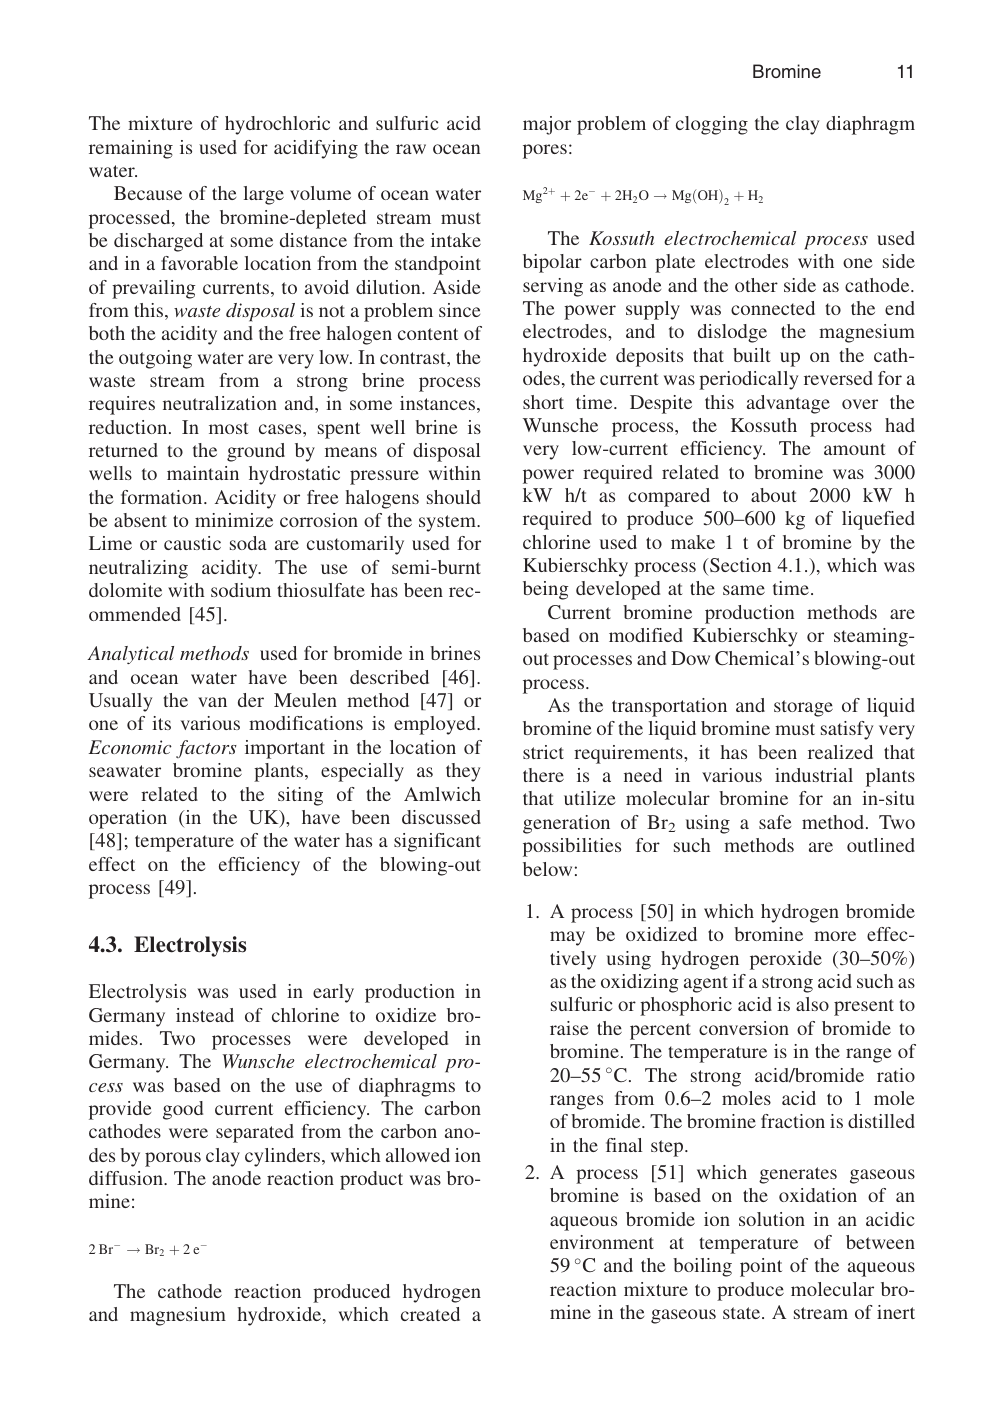 Bromine 11
The mixture of hydrochloric and sulfuric acid
remaining is used for acidifying the raw ocean
water.
Because of the large volume of ocean water
processed, the bromine-depleted stream must
be discharged at some distance from the intake
and in a favorable location from the standpoint
of prevailing currents, to avoid dilution. Aside
from this, waste disposal is not a problem since
both the acidity and the free halogen content of
the outgoing water are very low. In contrast, the
waste stream from a strong brine process
requires neutralization and, in some instances,
reduction. In most cases, spent well brine is
returned to the ground by means of disposal
wells to maintain hydrostatic pressure within
the formation. Acidity or free halogens should
be absent to minimize corrosion of the system.
Lime or caustic soda are customarily used for
neutralizing acidity. The use of semi-burnt
dolomite with sodium thiosulfate has been rec-
ommended [45].
Analytical methods used for bromide in brines
and ocean water have been described [46].
Usually the van der Meulen method [47] or
one of its various modifications is employed.
Economic factors important in the location of
seawater bromine plants, especially as they
were related to the siting of the Amlwich
operation (in the UK), have been discussed
[48]; temperature of the water has a significant
effect on the efficiency of the blowing-out
process [49].
4.3. Electrolysis
Electrolysis was used in early production in
Germany instead of chlorine to oxidize bro-
mides. Two processes were developed in
Germany. The Wunsche electrochemical pro-
cess was based on the use of diaphragms to
provide good current efficiency. The carbon
cathodes were separated from the carbon ano-
des by porous clay cylinders, which allowed ion
diffusion. The anode reaction product was bro-
mine:
2 Br⁻ → Br₂ + 2 e⁻
The cathode reaction produced hydrogen
and magnesium hydroxide, which created a
major problem of clogging the clay diaphragm
pores:
Mg²⁺ + 2e⁻ + 2H₂O → Mg(OH)₂ + H₂
The Kossuth electrochemical process used
bipolar carbon plate electrodes with one side
serving as anode and the other side as cathode.
The power supply was connected to the end
electrodes, and to dislodge the magnesium
hydroxide deposits that built up on the cath-
odes, the current was periodically reversed for a
short time. Despite this advantage over the
Wunsche process, the Kossuth process had
very low-current efficiency. The amount of
power required related to bromine was 3000
kW h/t as compared to about 2000 kW h
required to produce 500–600 kg of liquefied
chlorine used to make 1 t of bromine by the
Kubierschky process (Section 4.1.), which was
being developed at the same time.
Current bromine production methods are
based on modified Kubierschky or steaming-
out processes and Dow Chemical's blowing-out
process.
As the transportation and storage of liquid
bromine of the liquid bromine must satisfy very
strict requirements, it has been realized that
there is a need in various industrial plants
that utilize molecular bromine for an in-situ
generation of Br₂ using a safe method. Two
possibilities for such methods are outlined
below:
1. A process [50] in which hydrogen bromide
may be oxidized to bromine more effec-
tively using hydrogen peroxide (30–50%)
as the oxidizing agent if a strong acid such as
sulfuric or phosphoric acid is also present to
raise the percent conversion of bromide to
bromine. The temperature is in the range of
20–55 °C. The strong acid/bromide ratio
ranges from 0.6–2 moles acid to 1 mole
of bromide. The bromine fraction is distilled
in the final step.
2. A process [51] which generates gaseous
bromine is based on the oxidation of an
aqueous bromide ion solution in an acidic
environment at temperature of between
59 °C and the boiling point of the aqueous
reaction mixture to produce molecular bro-
mine in the gaseous state. A stream of inert